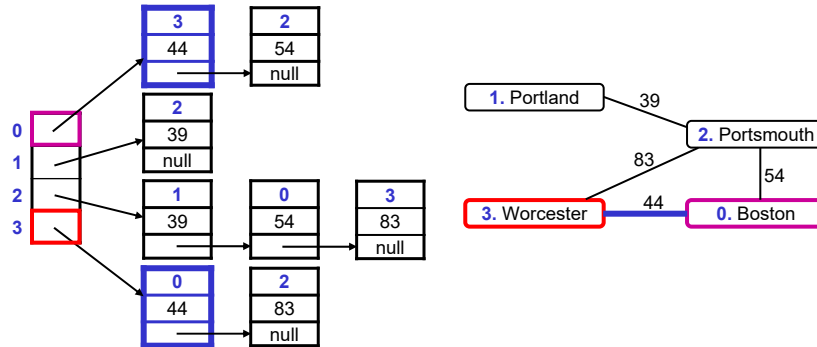 3 2
44 54
null
2
39
null
0
1
2
3
1 0 3
39 54 83
null
0 2
44 83
null
1. Portland
39
2. Portsmouth
83
54
3. Worcester
44
0. Boston